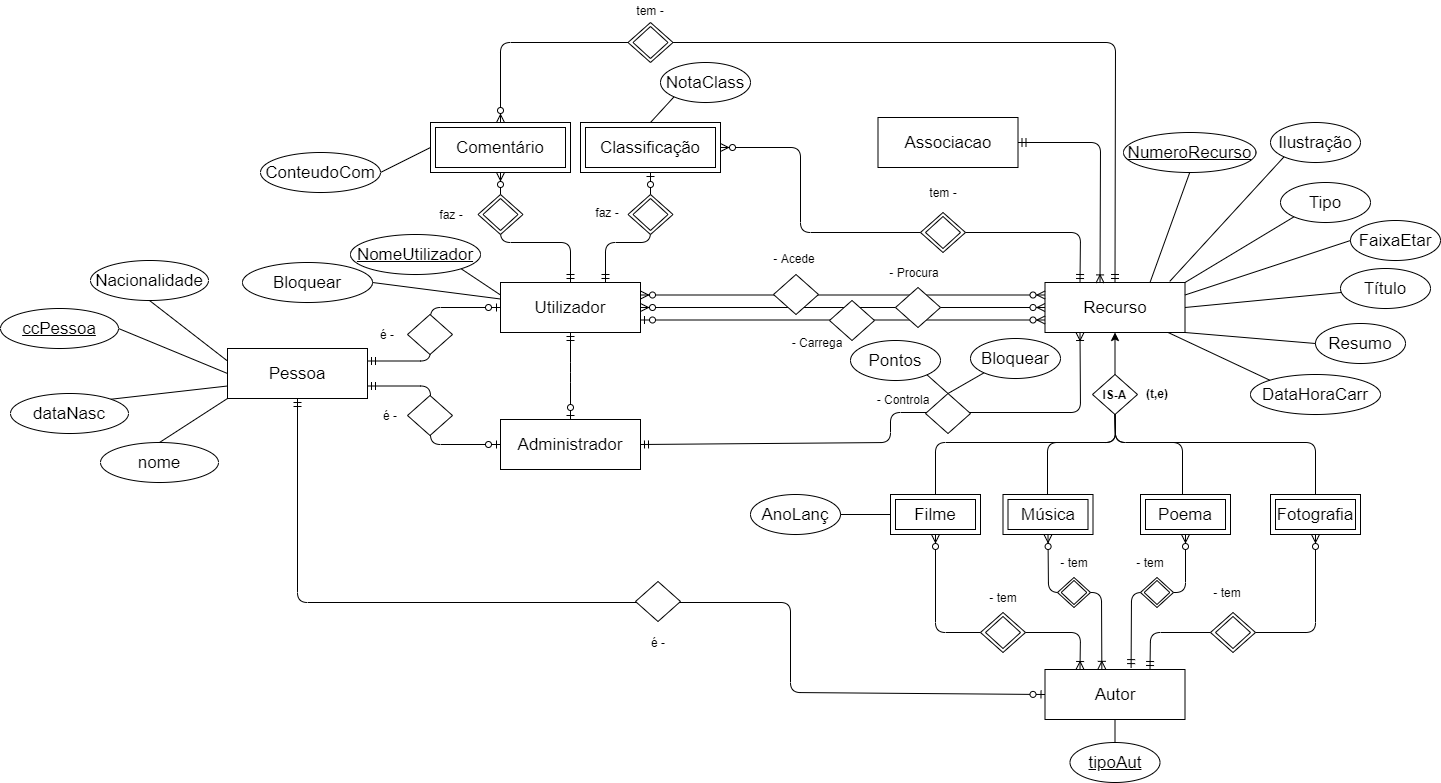 tem -
NotaClass
Comentário
Classificação
Associacao
NumeroRecurso
Ilustração
ConteudoCom
Tipo
tem -
faz -
faz -
FaixaEtar
NomeUtilizador
- Acede
- Procura
Nacionalidade
Bloquear
Título
Utilizador
Recurso
ccPessoa
é -
- Carrega
Resumo
Pontos
Bloquear
Pessoa
IS-A
(t,e)
DataHoraCarr
- Controla
dataNasc
é -
Administrador
nome
AnoLanç
Filme
Música
Poema
Fotografia
- tem
- tem
- tem
- tem
é -
Autor
tipoAut